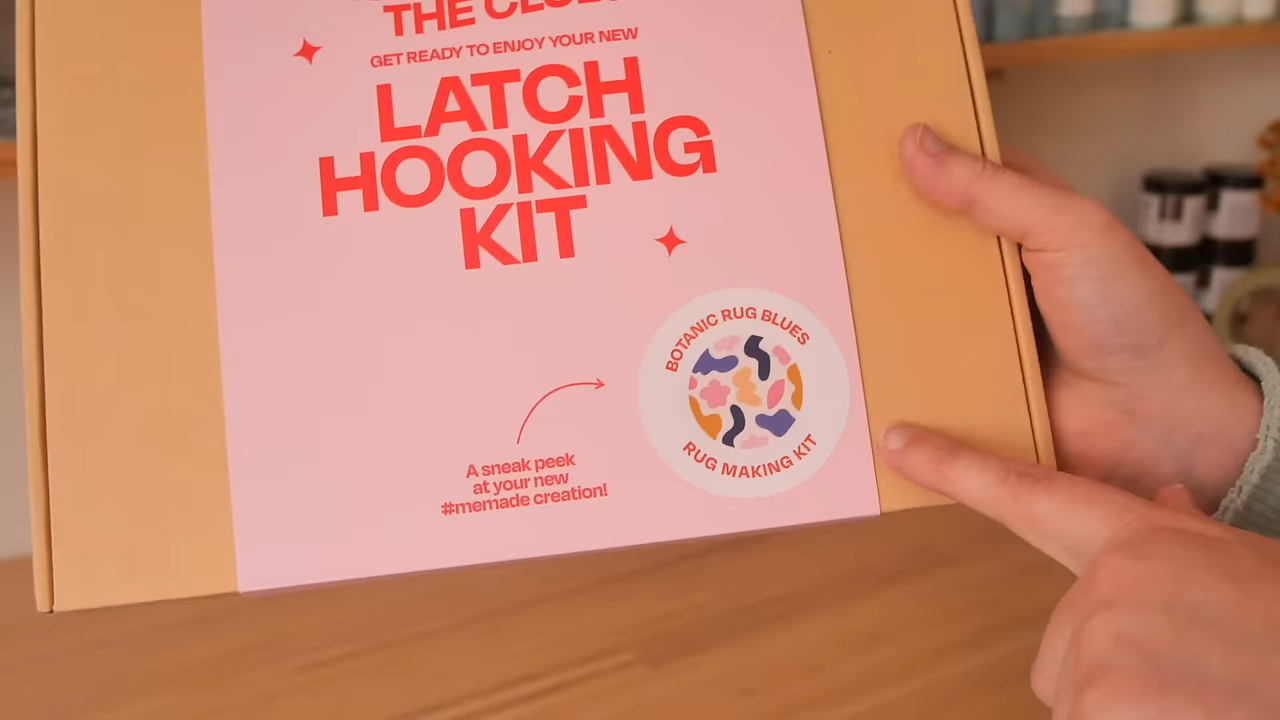 THE
GET READY TO ENJOY YOUR NEW
LATCH
HOOKING
KIT
BOTANIC RUG BLUES
RUG MAKING KIT
A sneak peek
at your new
#memade creation!